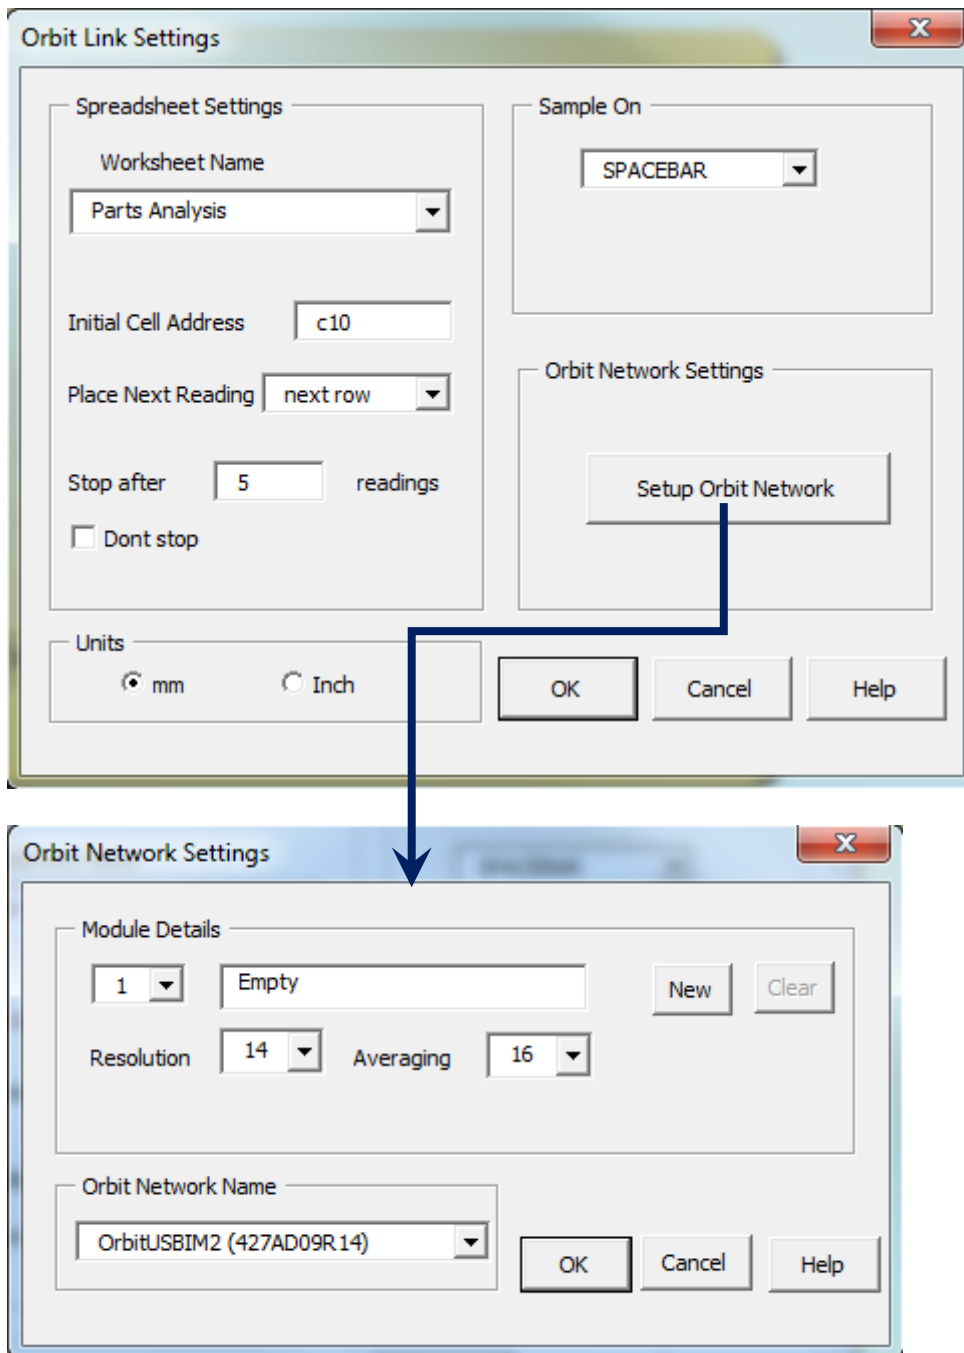 Orbit Link Settings
Spreadsheet Settings
Worksheet Name
Parts Analysis
Initial Cell Address c10
Place Next Reading next row
Stop after 5 readings
Dont stop
Sample On
SPACEBAR
Orbit Network Settings
Setup Orbit Network
Units
mm Inch
OK Cancel Help
Orbit Network Settings
Module Details
1 Empty New Clear
Resolution 14 Averaging 16
Orbit Network Name
OrbitUSBIM2 (427AD09R14)
OK Cancel Help